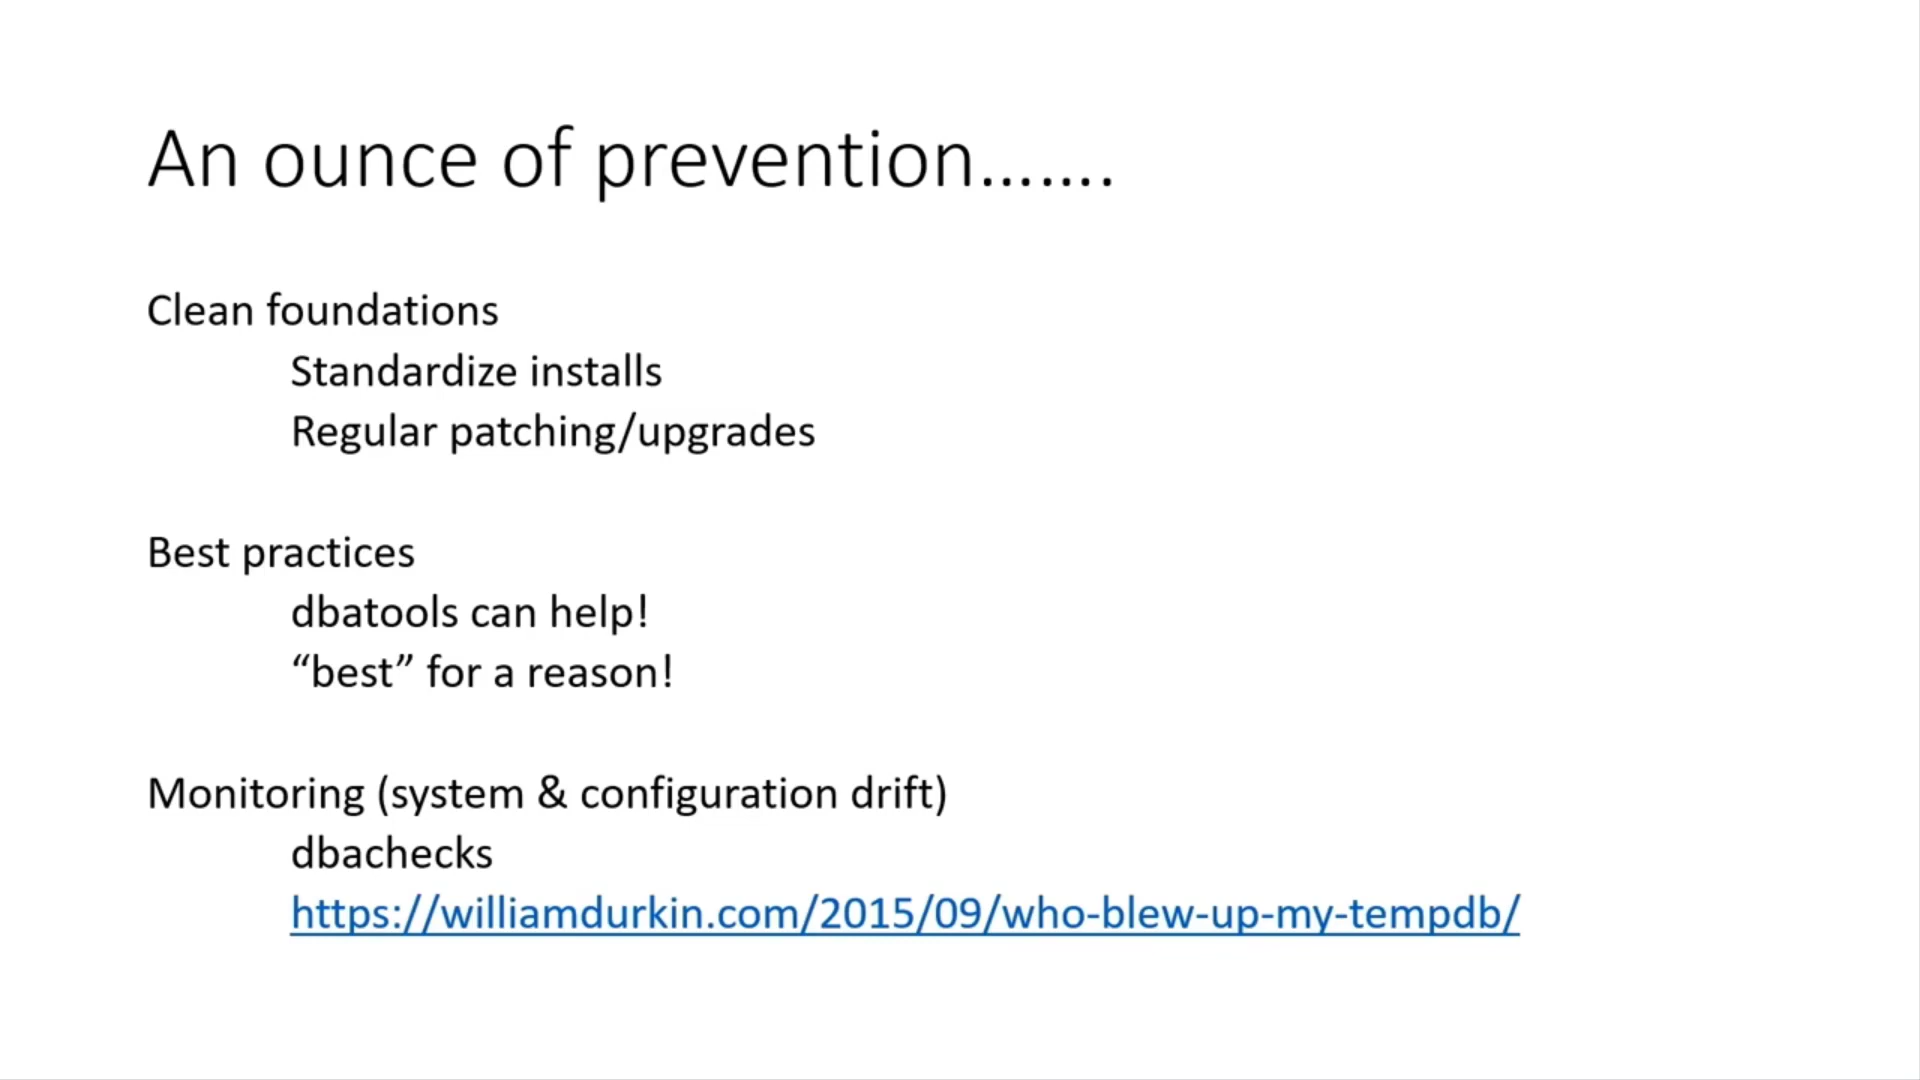 An ounce of prevention…….
Clean foundations
Standardize installs
Regular patching/upgrades
Best practices
dbatools can help!
“best” for a reason!
Monitoring (system & configuration drift)
dbachecks
https://williamdurkin.com/2015/09/who-blew-up-my-tempdb/